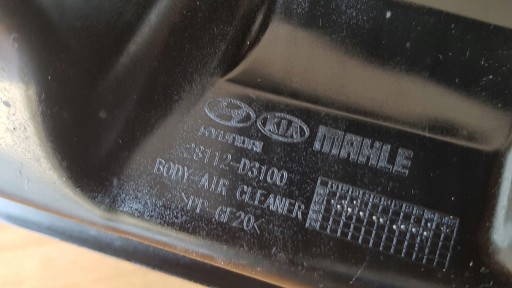 HYUNDAI KIA MAHLE
28112-D3100
BODY-AIR CLEANER
>PP-GF20<